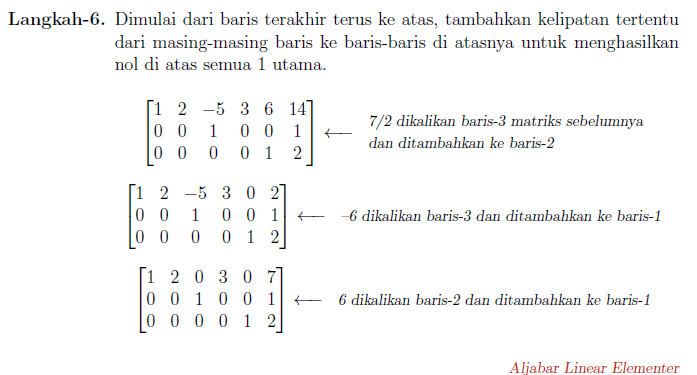 Langkah-6. Dimulai dari baris terakhir terus ke atas, tambahkan kelipatan tertentu
dari masing-masing baris ke baris-baris di atasnya untuk menghasilkan
nol di atas semua 1 utama.
1 2 −5 3 6 14
0 0 1 0 0 1
0 0 0 0 1 2
⟵ 7/2 dikalikan baris-3 matriks sebelumnya
dan ditambahkan ke baris-2
1 2 −5 3 0 2
0 0 1 0 0 1
0 0 0 0 1 2
⟵ –6 dikalikan baris-3 dan ditambahkan ke baris-1
1 2 0 3 0 7
0 0 1 0 0 1
0 0 0 0 1 2
⟵ 6 dikalikan baris-2 dan ditambahkan ke baris-1
Aljabar Linear Elementer